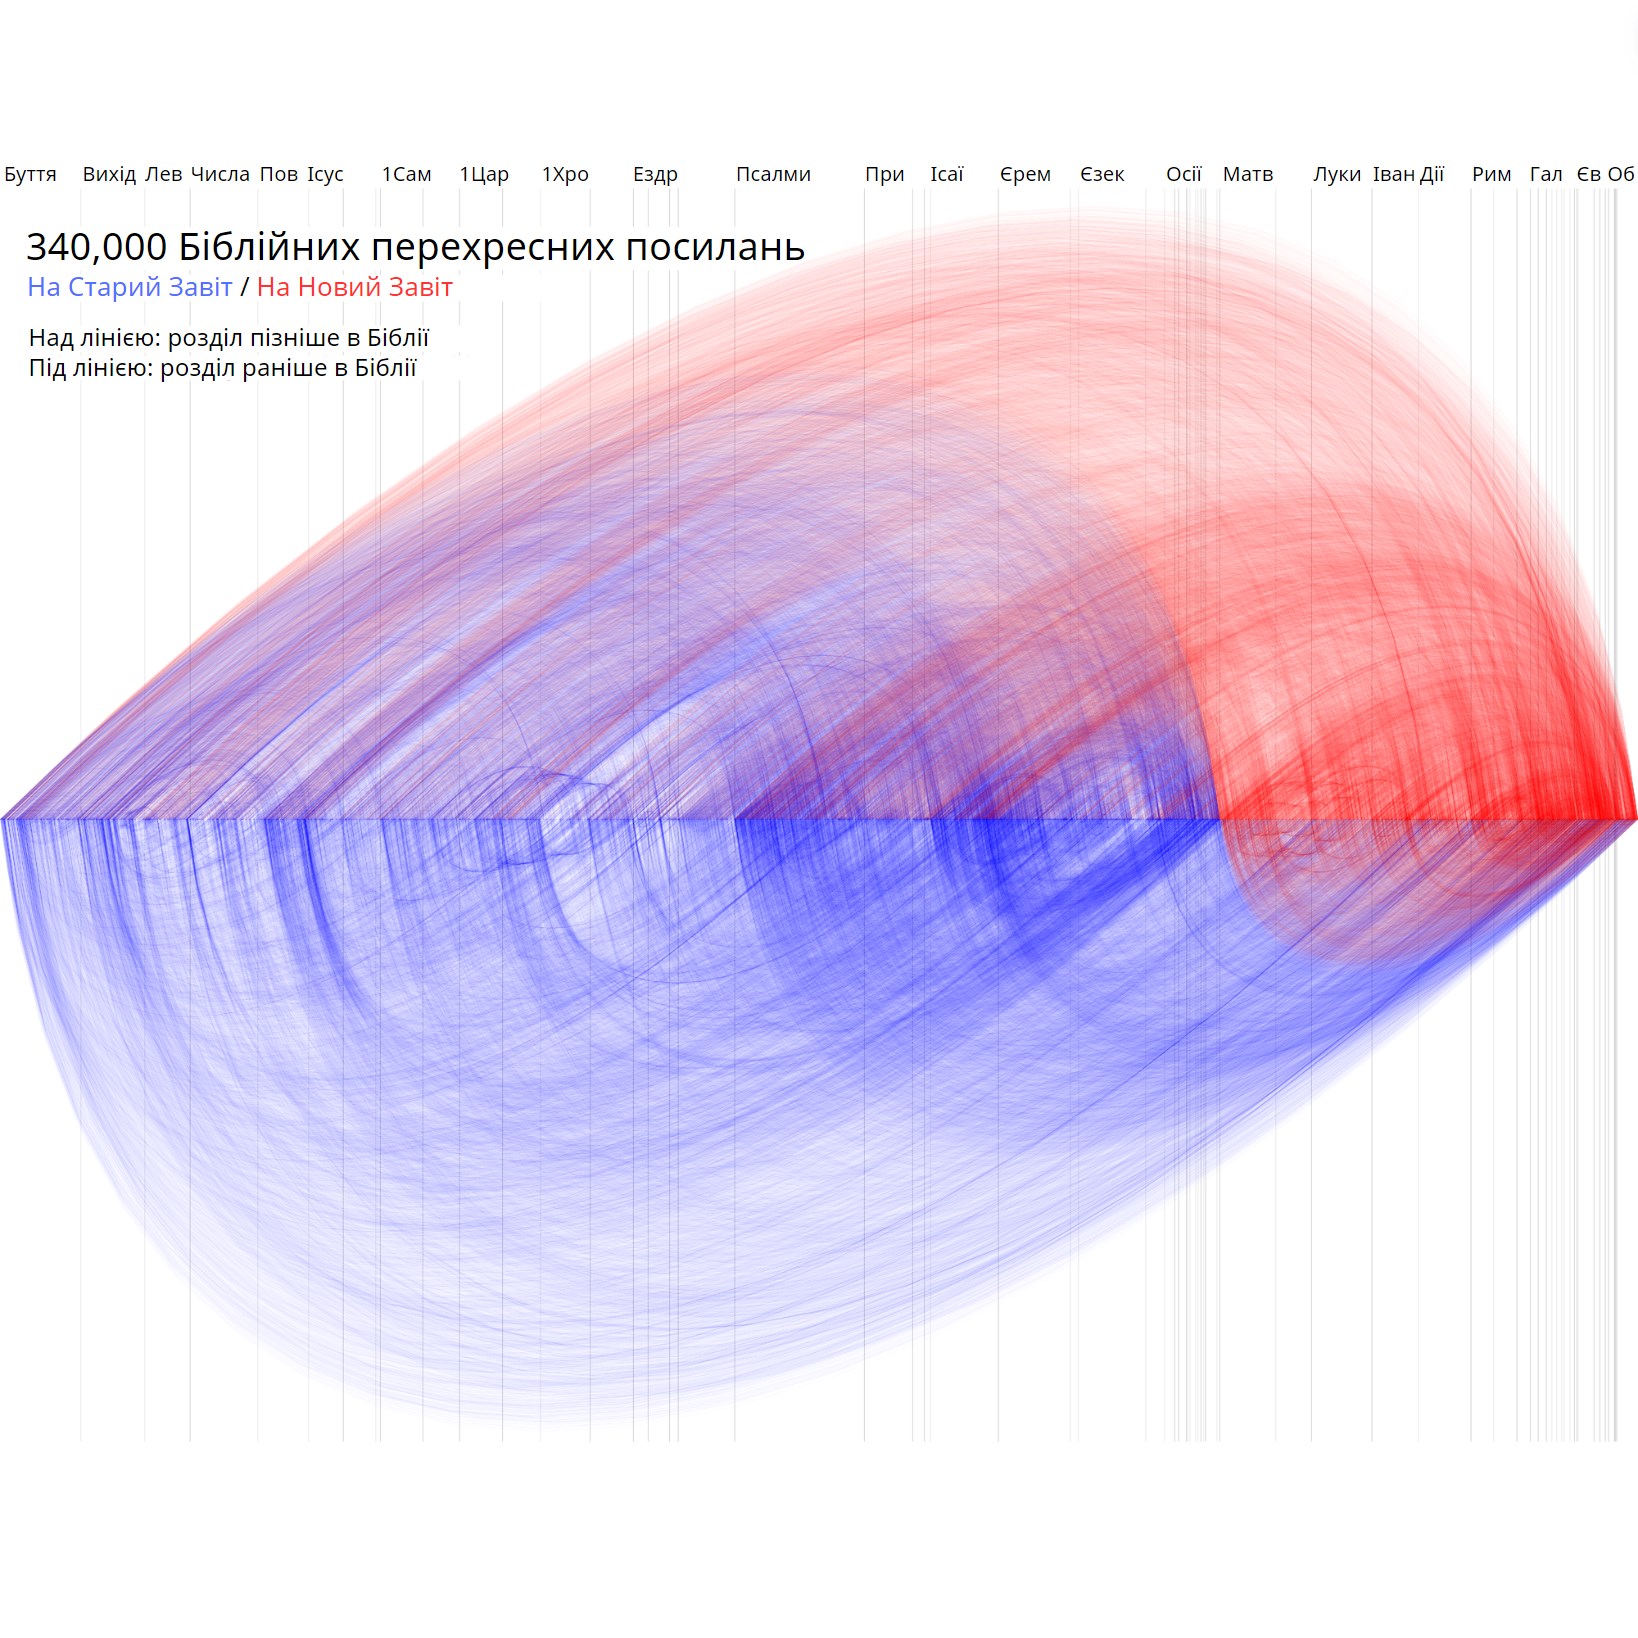 Буття Вихід Лев Числа Пов Ісус 1Сам 1Цар 1Хро Ездр Псалми При Ісаї Єрем Єзек Осії Матв Луки Іван Дії Рим Гал Єв Об
340,000 Біблійних перехресних посилань
На Старий Завіт / На Новий Завіт
Над лінією: розділ пізніше в Біблії
Під лінією: розділ раніше в Біблії